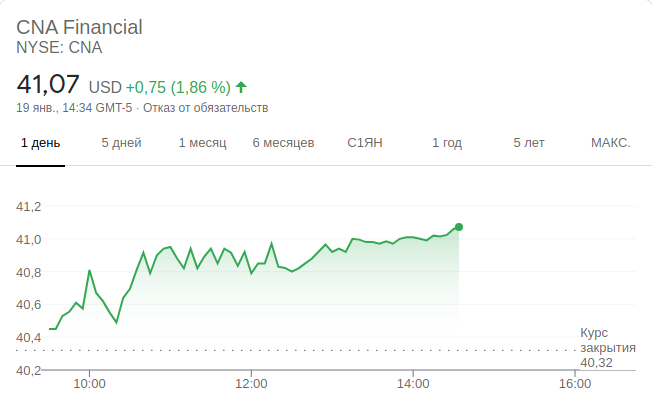 CNA Financial
NYSE: CNA
41,07 USD +0,75 (1,86 %)
19 янв., 14:34 GMT-5 · Отказ от обязательств
1 день 5 дней 1 месяц 6 месяцев С1ЯН 1 год 5 лет МАКС.
41,2
41,0
40,8
40,6
40,4
40,2
Курс
закрытия
40,32
10:00 12:00 14:00 16:00